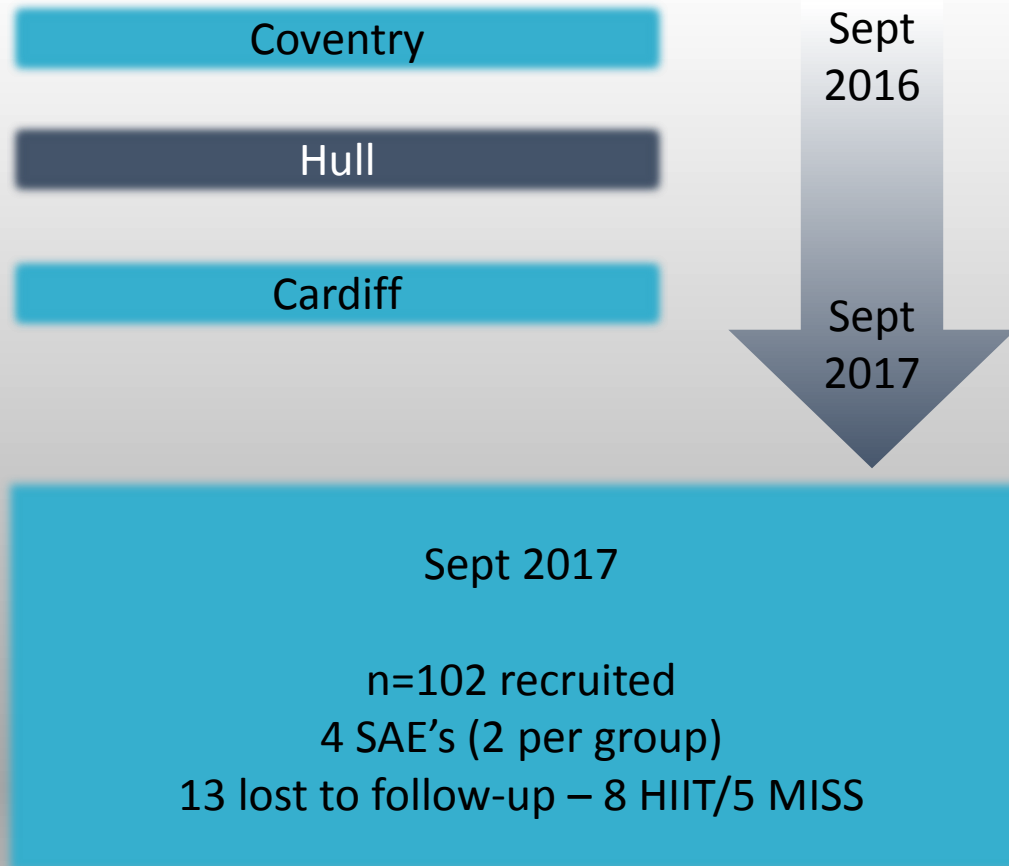 Coventry
Hull
Cardiff
Sept
2016
Sept
2017
Sept 2017
n=102 recruited
4 SAE’s (2 per group)
13 lost to follow-up – 8 HIIT/5 MISS